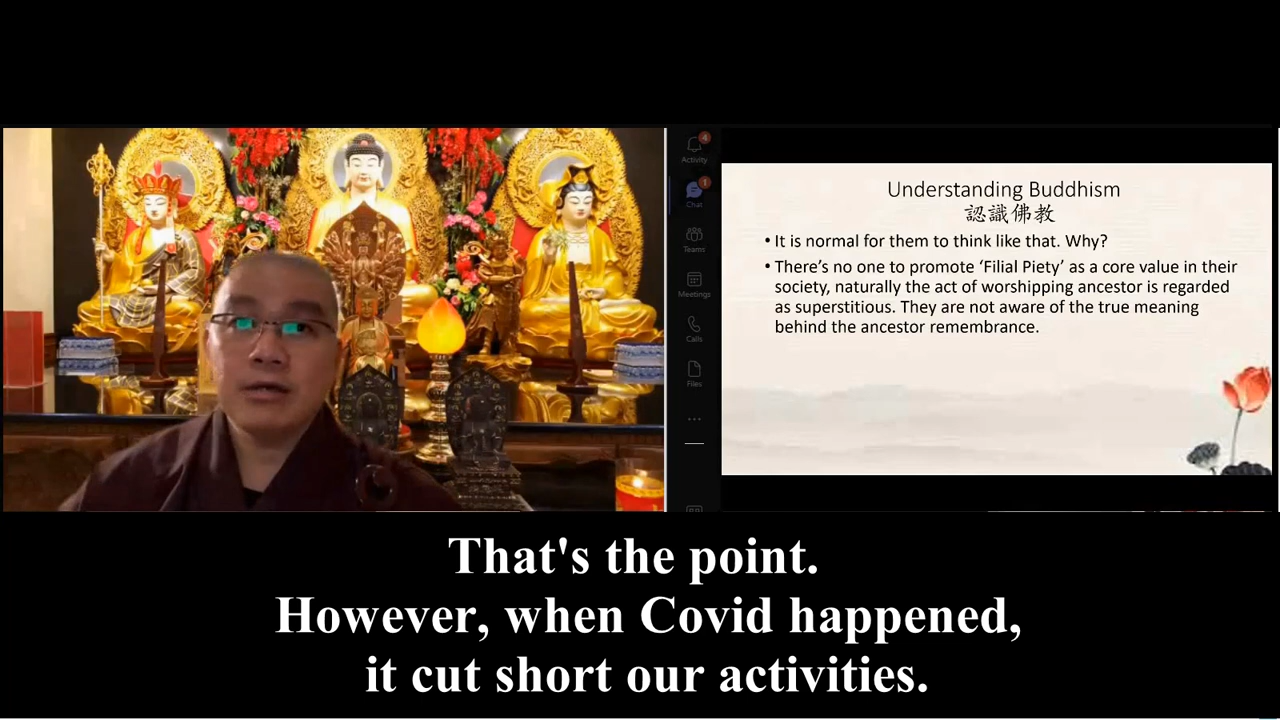 Activity
Chat
Teams
Meetings
Calls
Files
4
1
Understanding Buddhism
認識佛教
• It is normal for them to think like that. Why?
• There's no one to promote ‘Filial Piety’ as a core value in their
society, naturally the act of worshipping ancestor is regarded
as superstitious. They are not aware of the true meaning
behind the ancestor remembrance.
That's the point.
However, when Covid happened,
it cut short our activities.